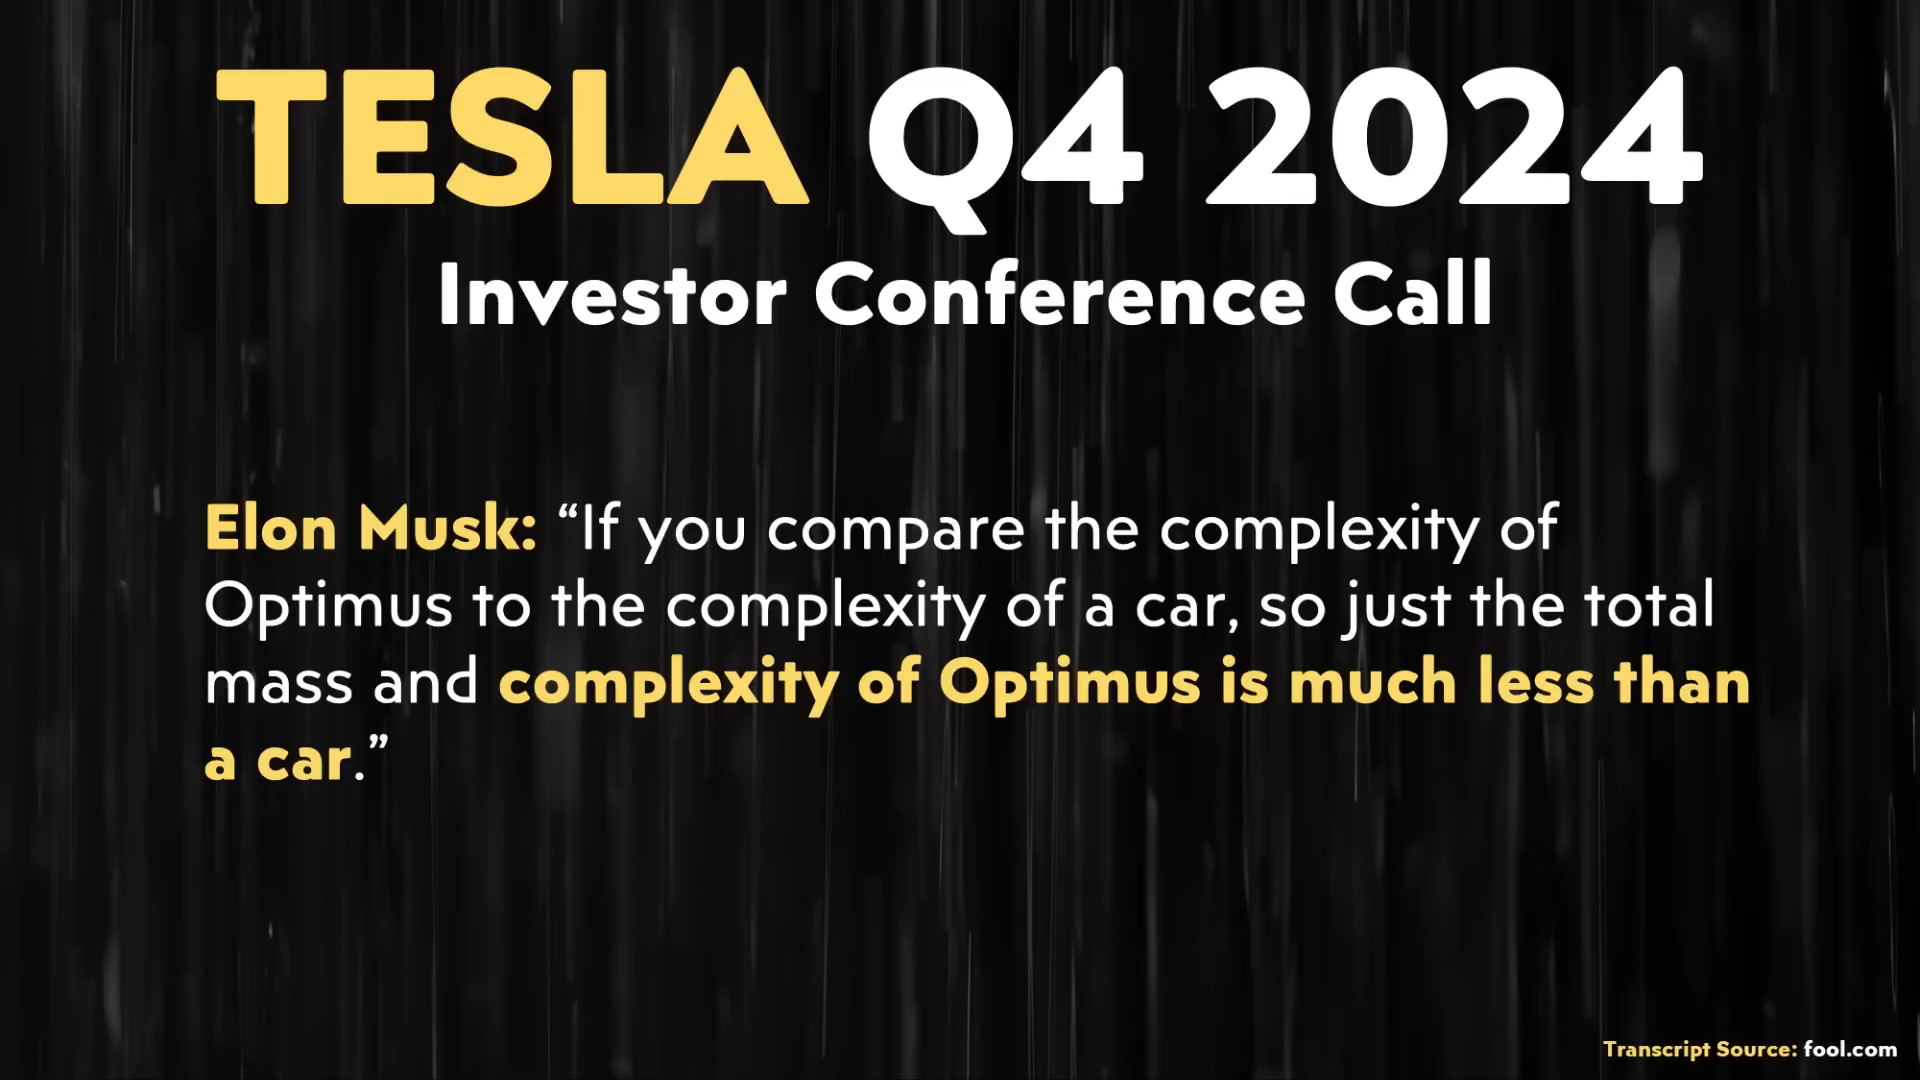 TESLA Q4 2024
Investor Conference Call
Elon Musk: “If you compare the complexity of
Optimus to the complexity of a car, so just the total
mass and complexity of Optimus is much less than
a car.”
Transcript Source: fool.com